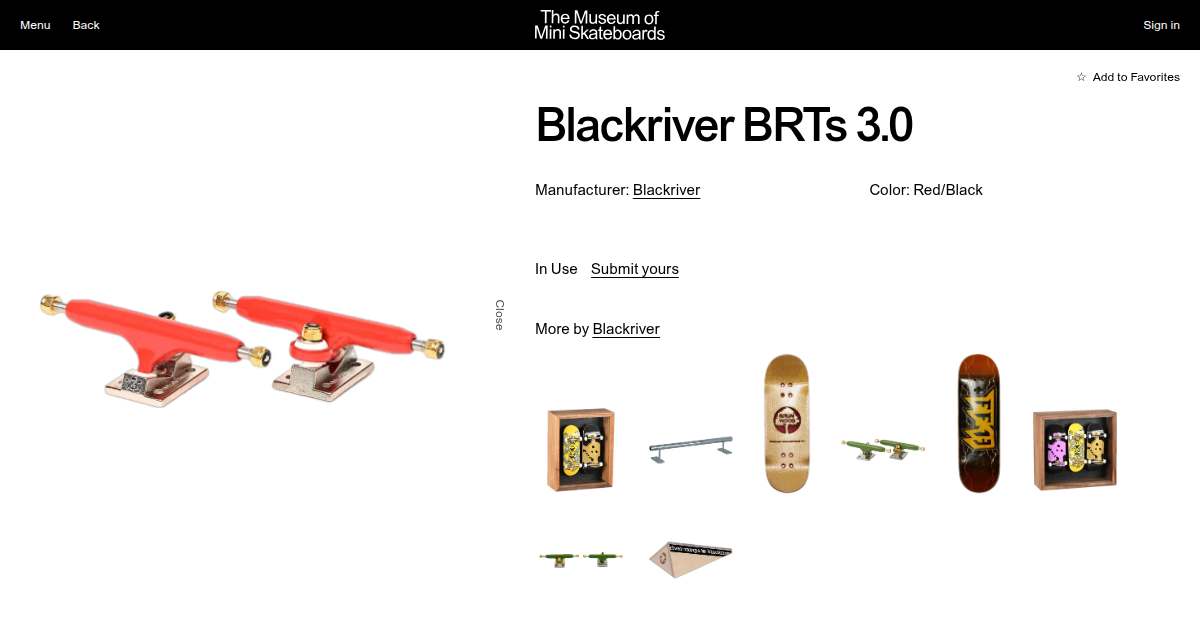 Menu
Back
The Museum of
Mini Skateboards
Sign in
☆ Add to Favorites
Blackriver BRTs 3.0
Manufacturer: Blackriver
Color: Red/Black
In Use Submit yours
Close
More by Blackriver